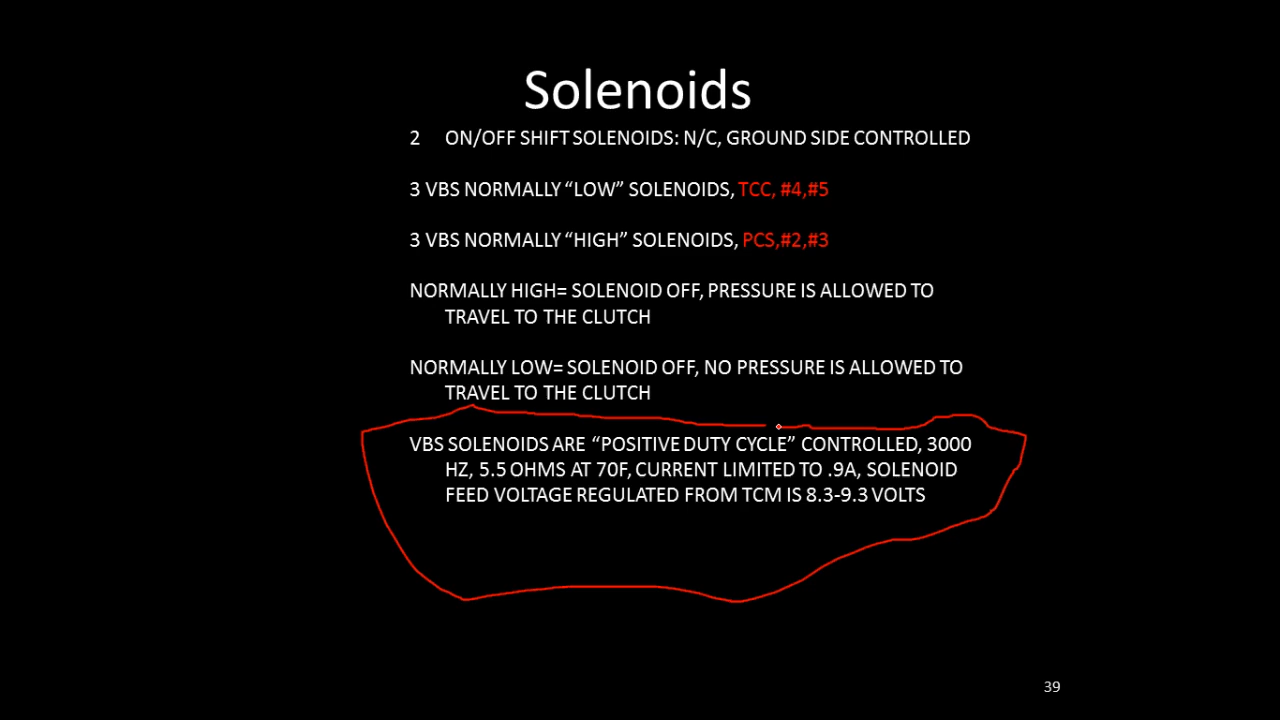 Solenoids
2 ON/OFF SHIFT SOLENOIDS: N/C, GROUND SIDE CONTROLLED
3 VBS NORMALLY “LOW” SOLENOIDS, TCC, #4,#5
3 VBS NORMALLY “HIGH” SOLENOIDS, PCS,#2,#3
NORMALLY HIGH= SOLENOID OFF, PRESSURE IS ALLOWED TO
TRAVEL TO THE CLUTCH
NORMALLY LOW= SOLENOID OFF, NO PRESSURE IS ALLOWED TO
TRAVEL TO THE CLUTCH
VBS SOLENOIDS ARE “POSITIVE DUTY CYCLE” CONTROLLED, 3000
HZ, 5.5 OHMS AT 70F, CURRENT LIMITED TO .9A, SOLENOID
FEED VOLTAGE REGULATED FROM TCM IS 8.3-9.3 VOLTS
39